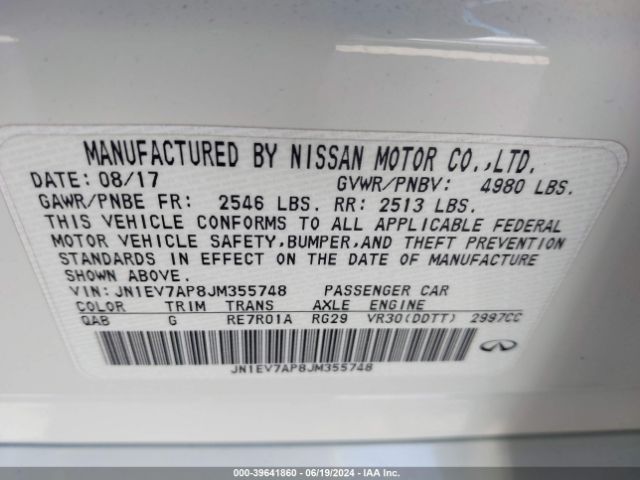 MANUFACTURED BY NISSAN MOTOR CO.,LTD.
DATE: 08/17 GVWR/PNBV: 4980 LBS.
GAWR/PNBE FR: 2546 LBS. RR: 2513 LBS.
THIS VEHICLE CONFORMS TO ALL APPLICABLE FEDERAL
MOTOR VEHICLE SAFETY,BUMPER,AND THEFT PREVENTION
STANDARDS IN EFFECT ON THE DATE OF MANUFACTURE
SHOWN ABOVE.
VIN: JN1EV7AP8JM355748 PASSENGER CAR
COLOR TRIM TRANS AXLE ENGINE
QAB G RE7R01A RG29 VR30(DDTT) 2997CC
JN1EV7AP8JM355748
000-39641860 - 06/19/2024 - IAA Inc.